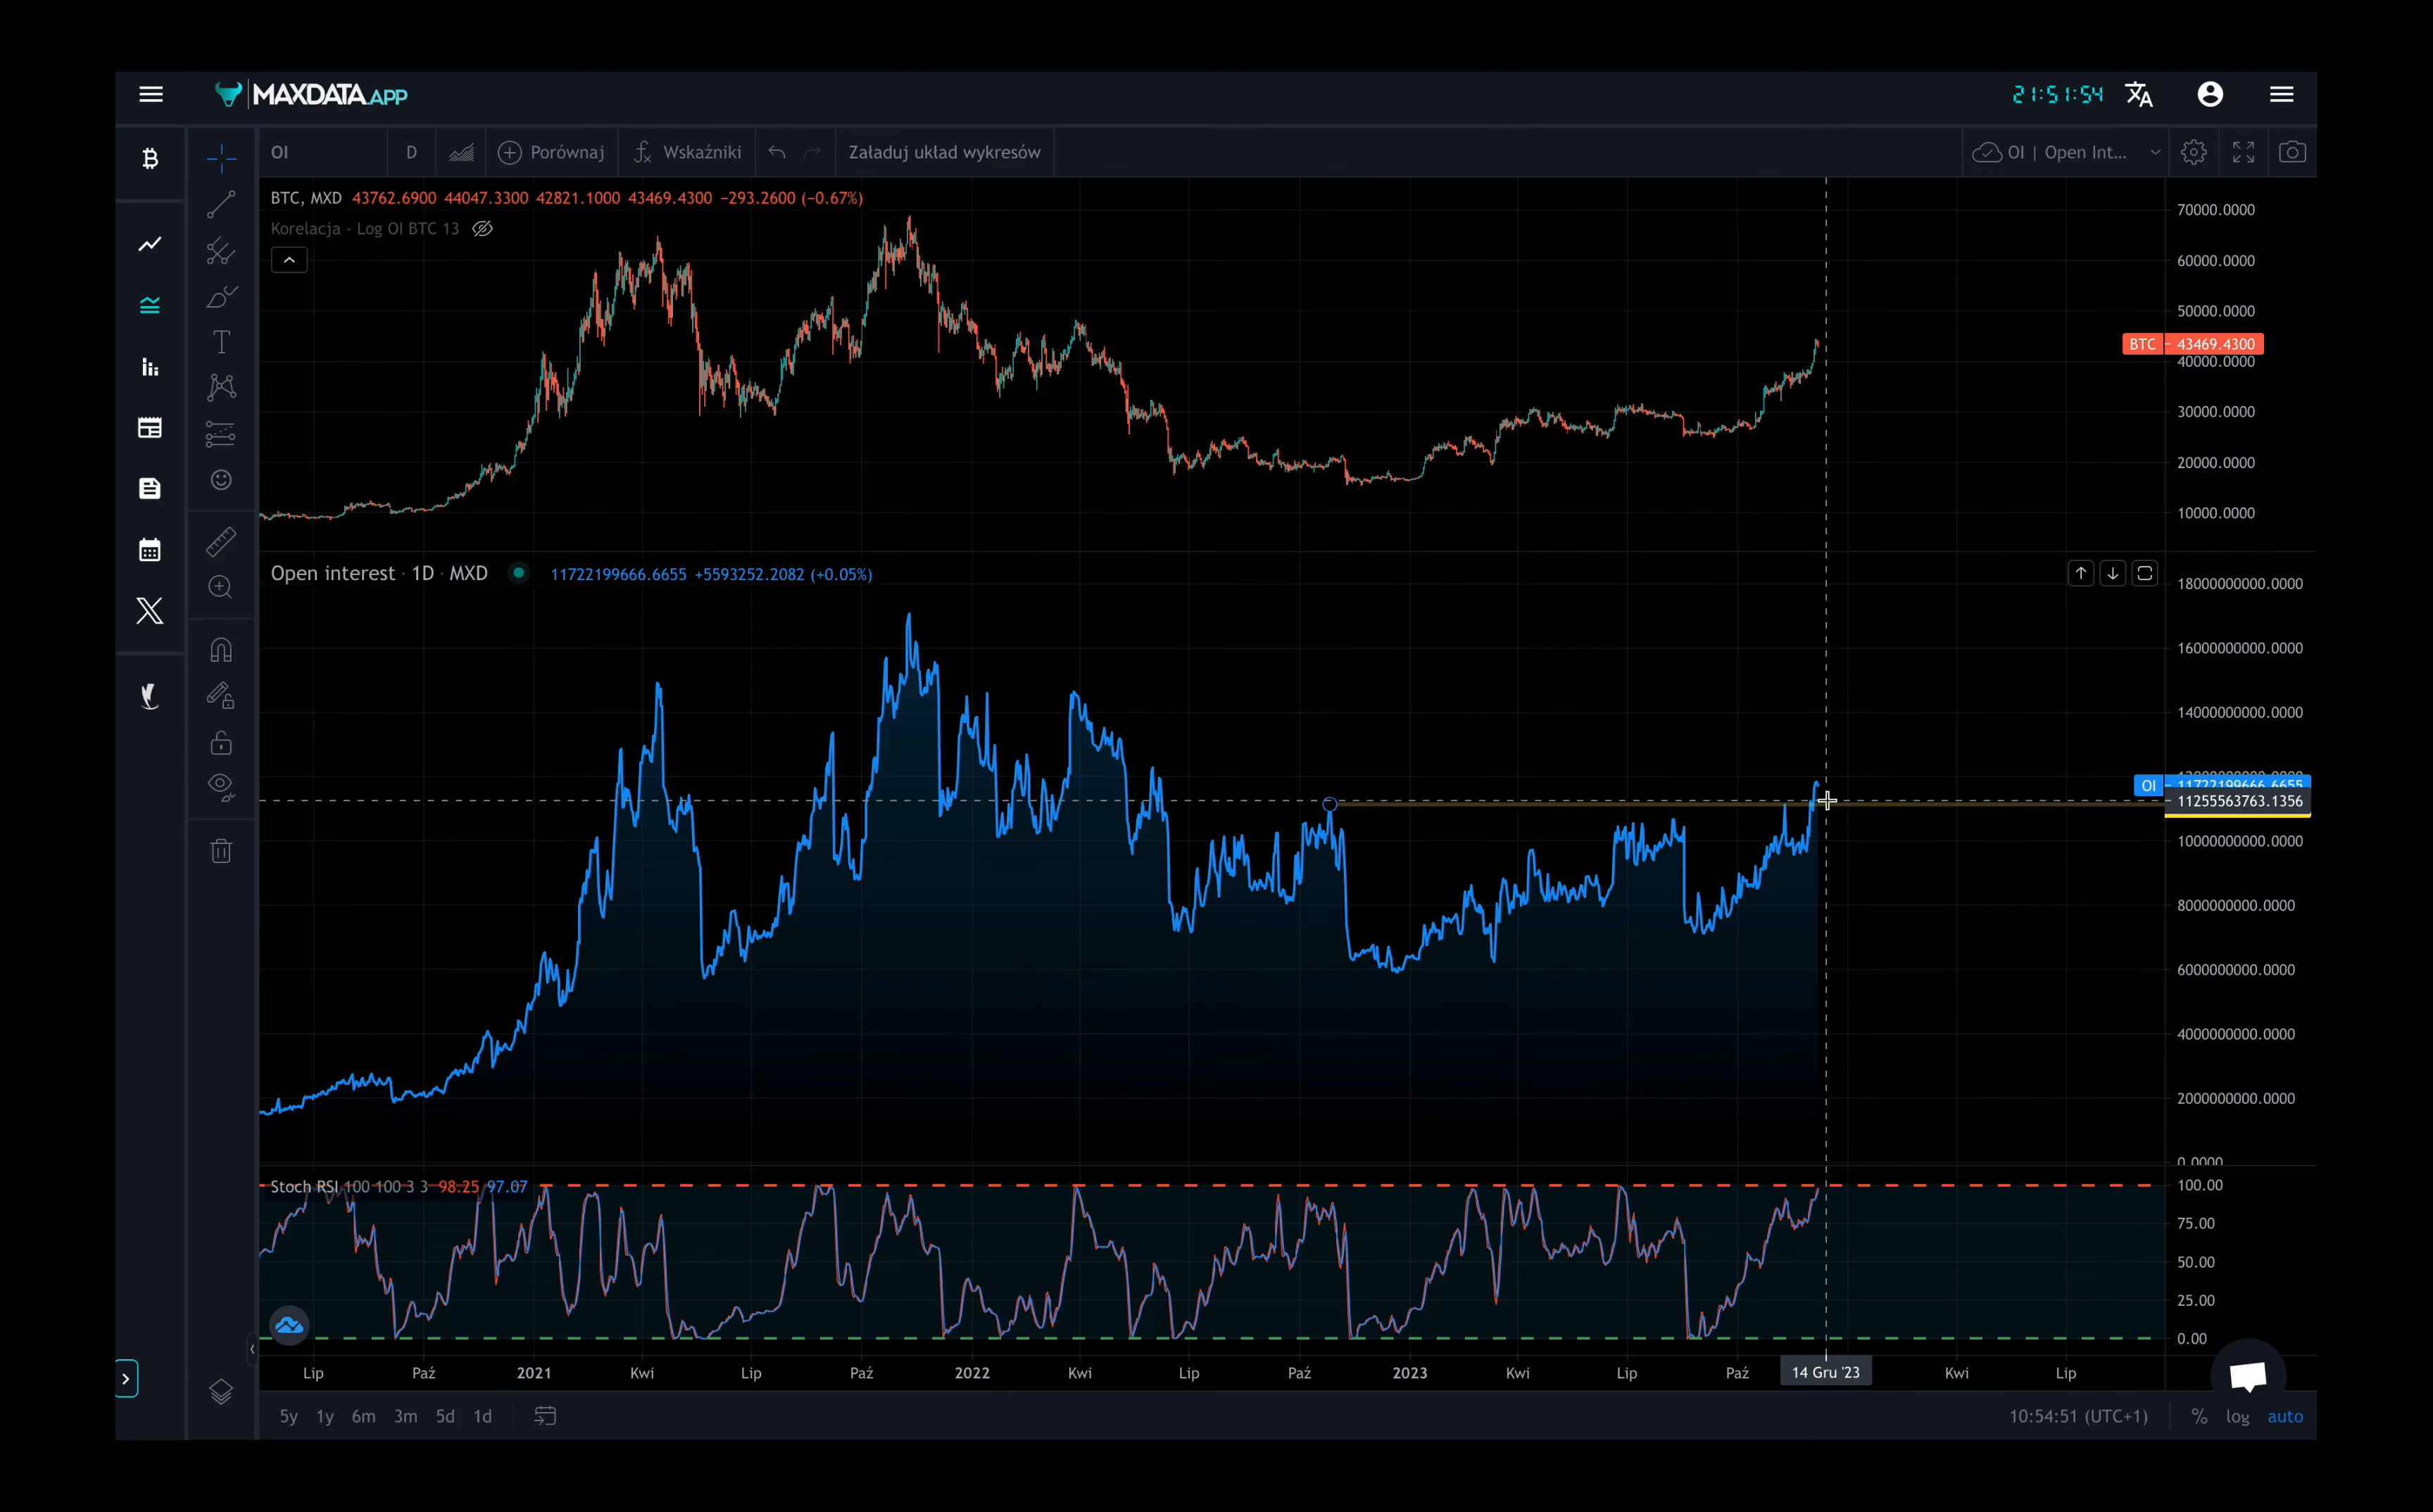 MAXDATA.APP
21:51:54
OI D Porównaj Wskaźniki Załaduj układ wykresów OI | Open Int...
BTC, MXD 43762.6900 44047.3300 42821.1000 43469.4300 −293.2600 (−0.67%)
Korelacja - Log OI BTC 13
70000.0000
60000.0000
50000.0000
BTC 43469.4300
40000.0000
30000.0000
20000.0000
10000.0000
Open interest · 1D · MXD 11722199666.6655 +5593252.2082 (+0.05%)
18000000000.0000
16000000000.0000
14000000000.0000
OI 11722199666.6655
11255563763.1356
10000000000.0000
8000000000.0000
6000000000.0000
4000000000.0000
2000000000.0000
0.0000
Stoch RSI 100 100 3 3 98.25 97.07
100.00
75.00
50.00
25.00
0.00
Lip Paź 2021 Kwi Lip Paź 2022 Kwi Lip Paź 2023 Kwi Lip Paź 14 Gru '23 Kwi Lip
5y 1y 6m 3m 5d 1d 10:54:51 (UTC+1) % log auto